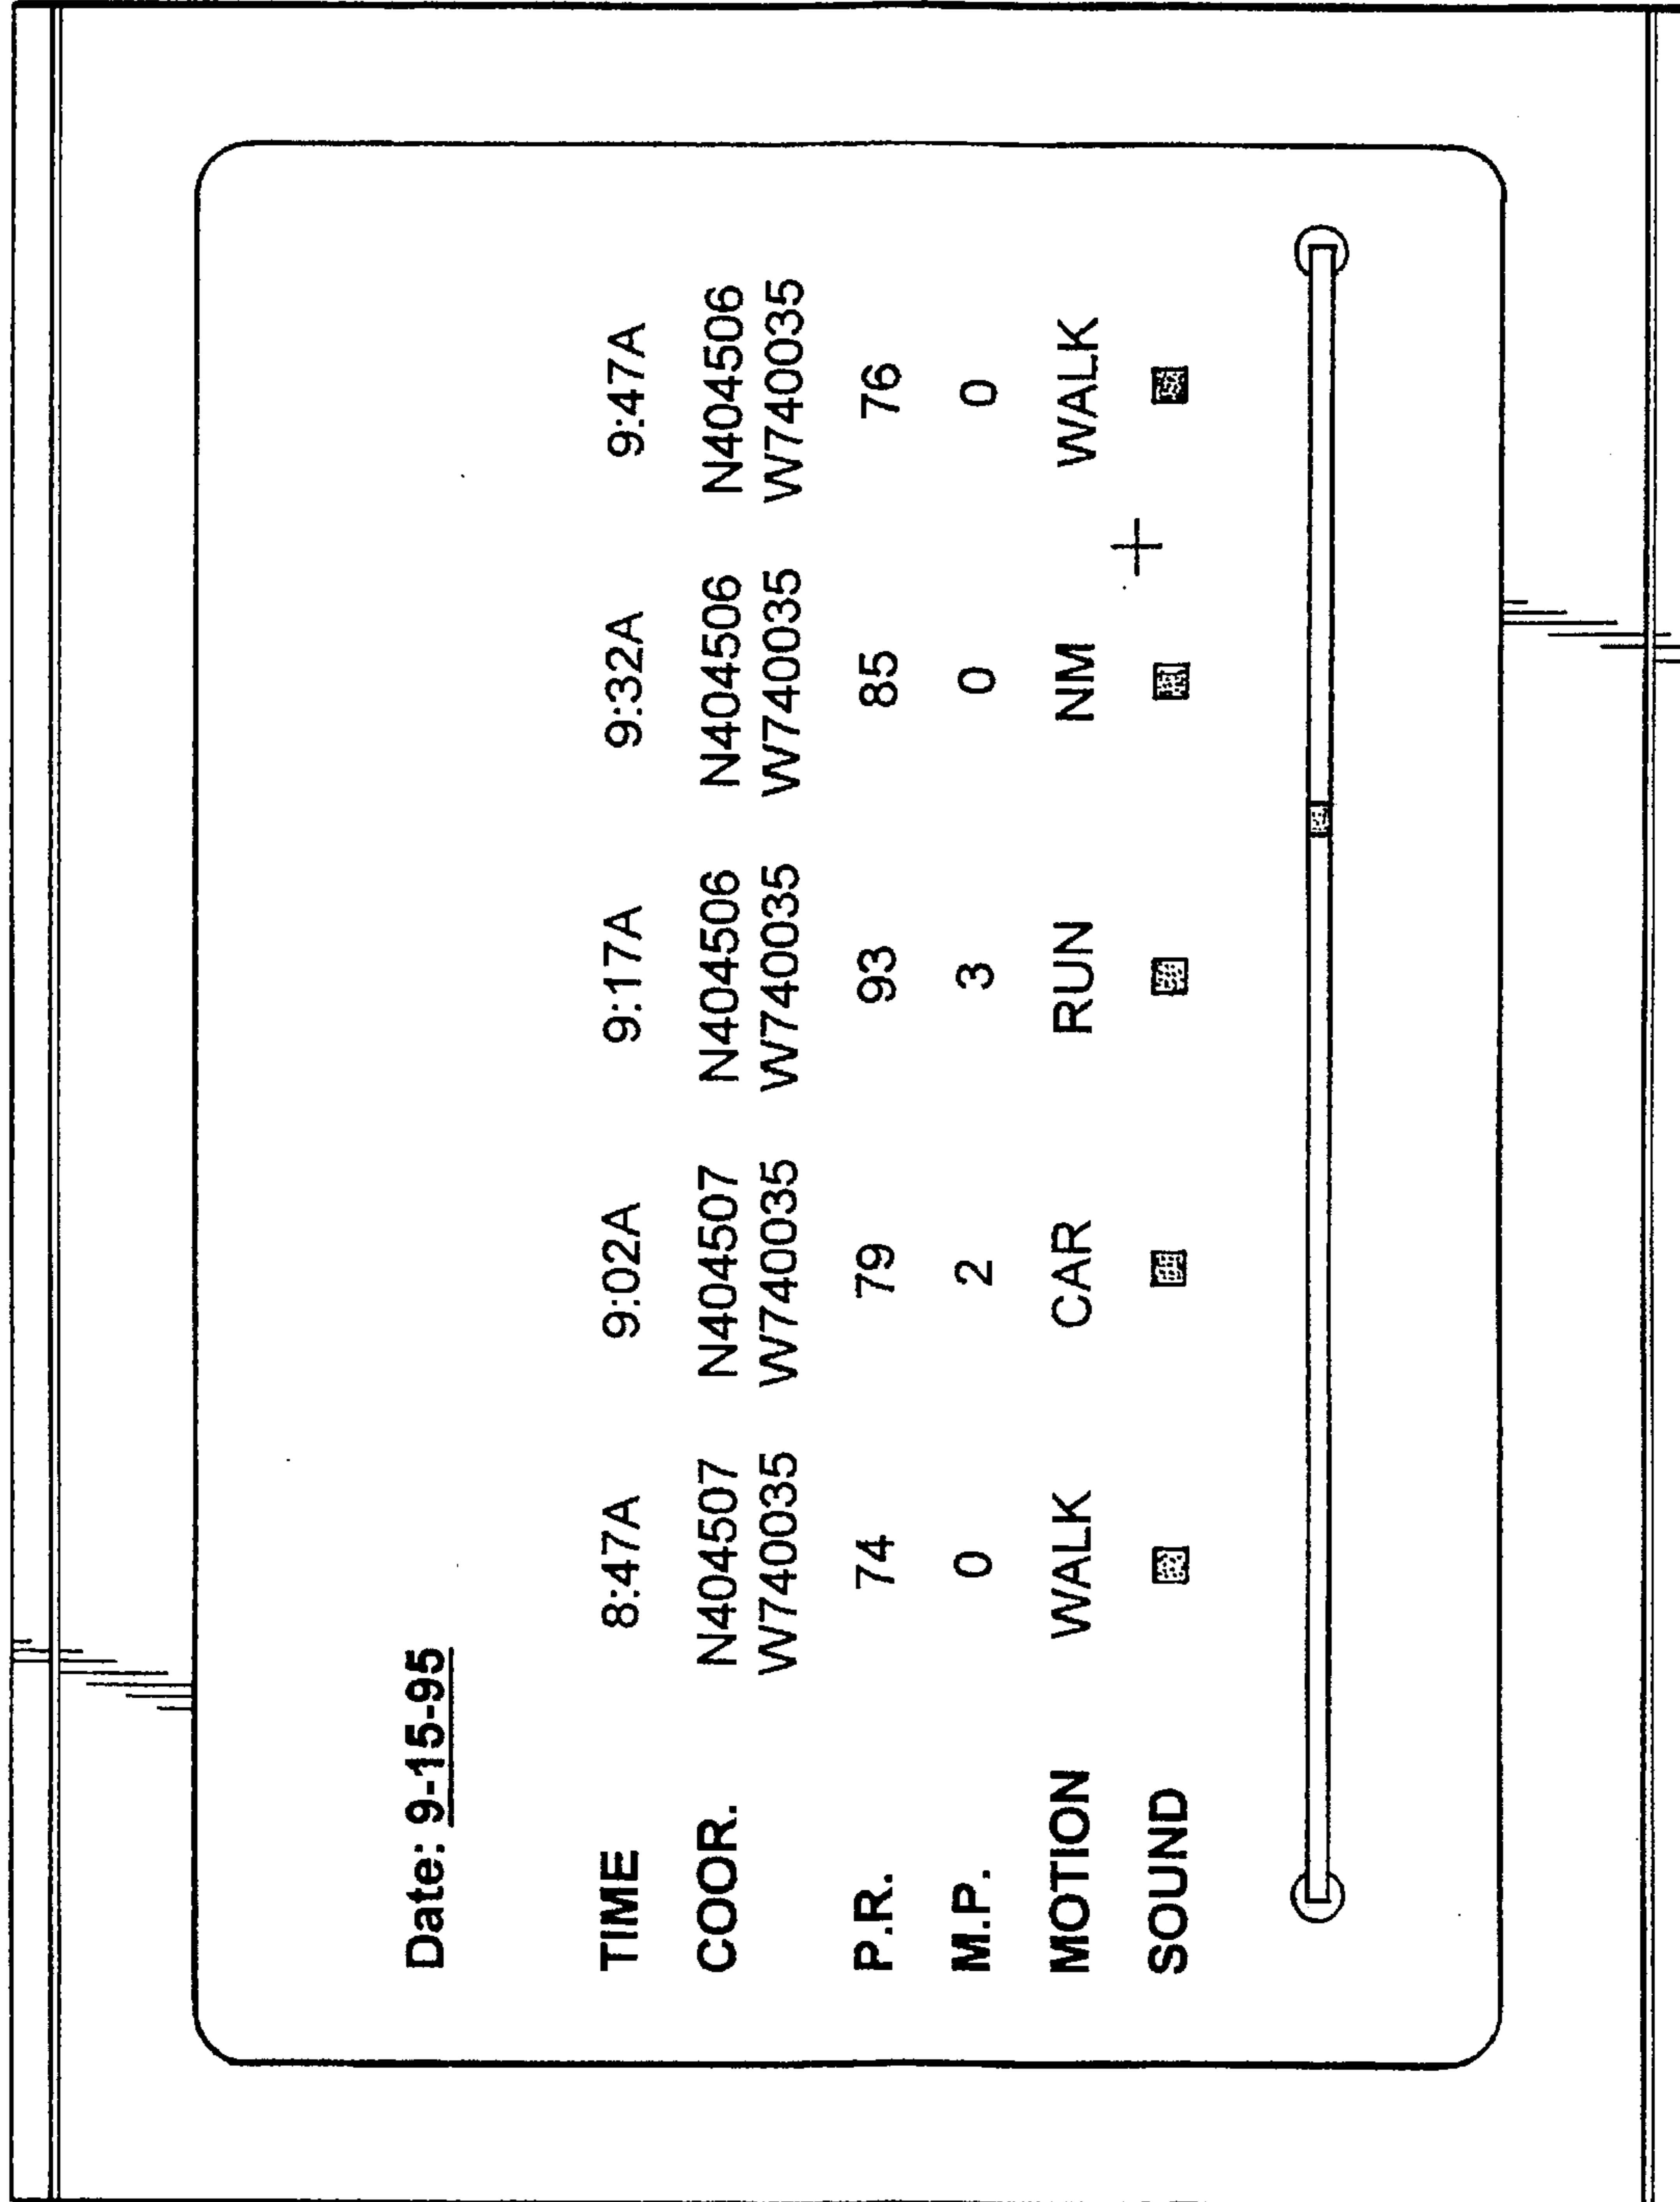 Date: 9-15-95
TIME 8:47A 9:02A 9:17A 9:32A 9:47A
COOR. N404507 N404507 N404506 N404506 N404506
W740035 W740035 W740035 W740035 W740035
P.R. 74 79 93 85 76
M.P. 0 2 3 0 0
MOTION WALK CAR RUN NM WALK
SOUND